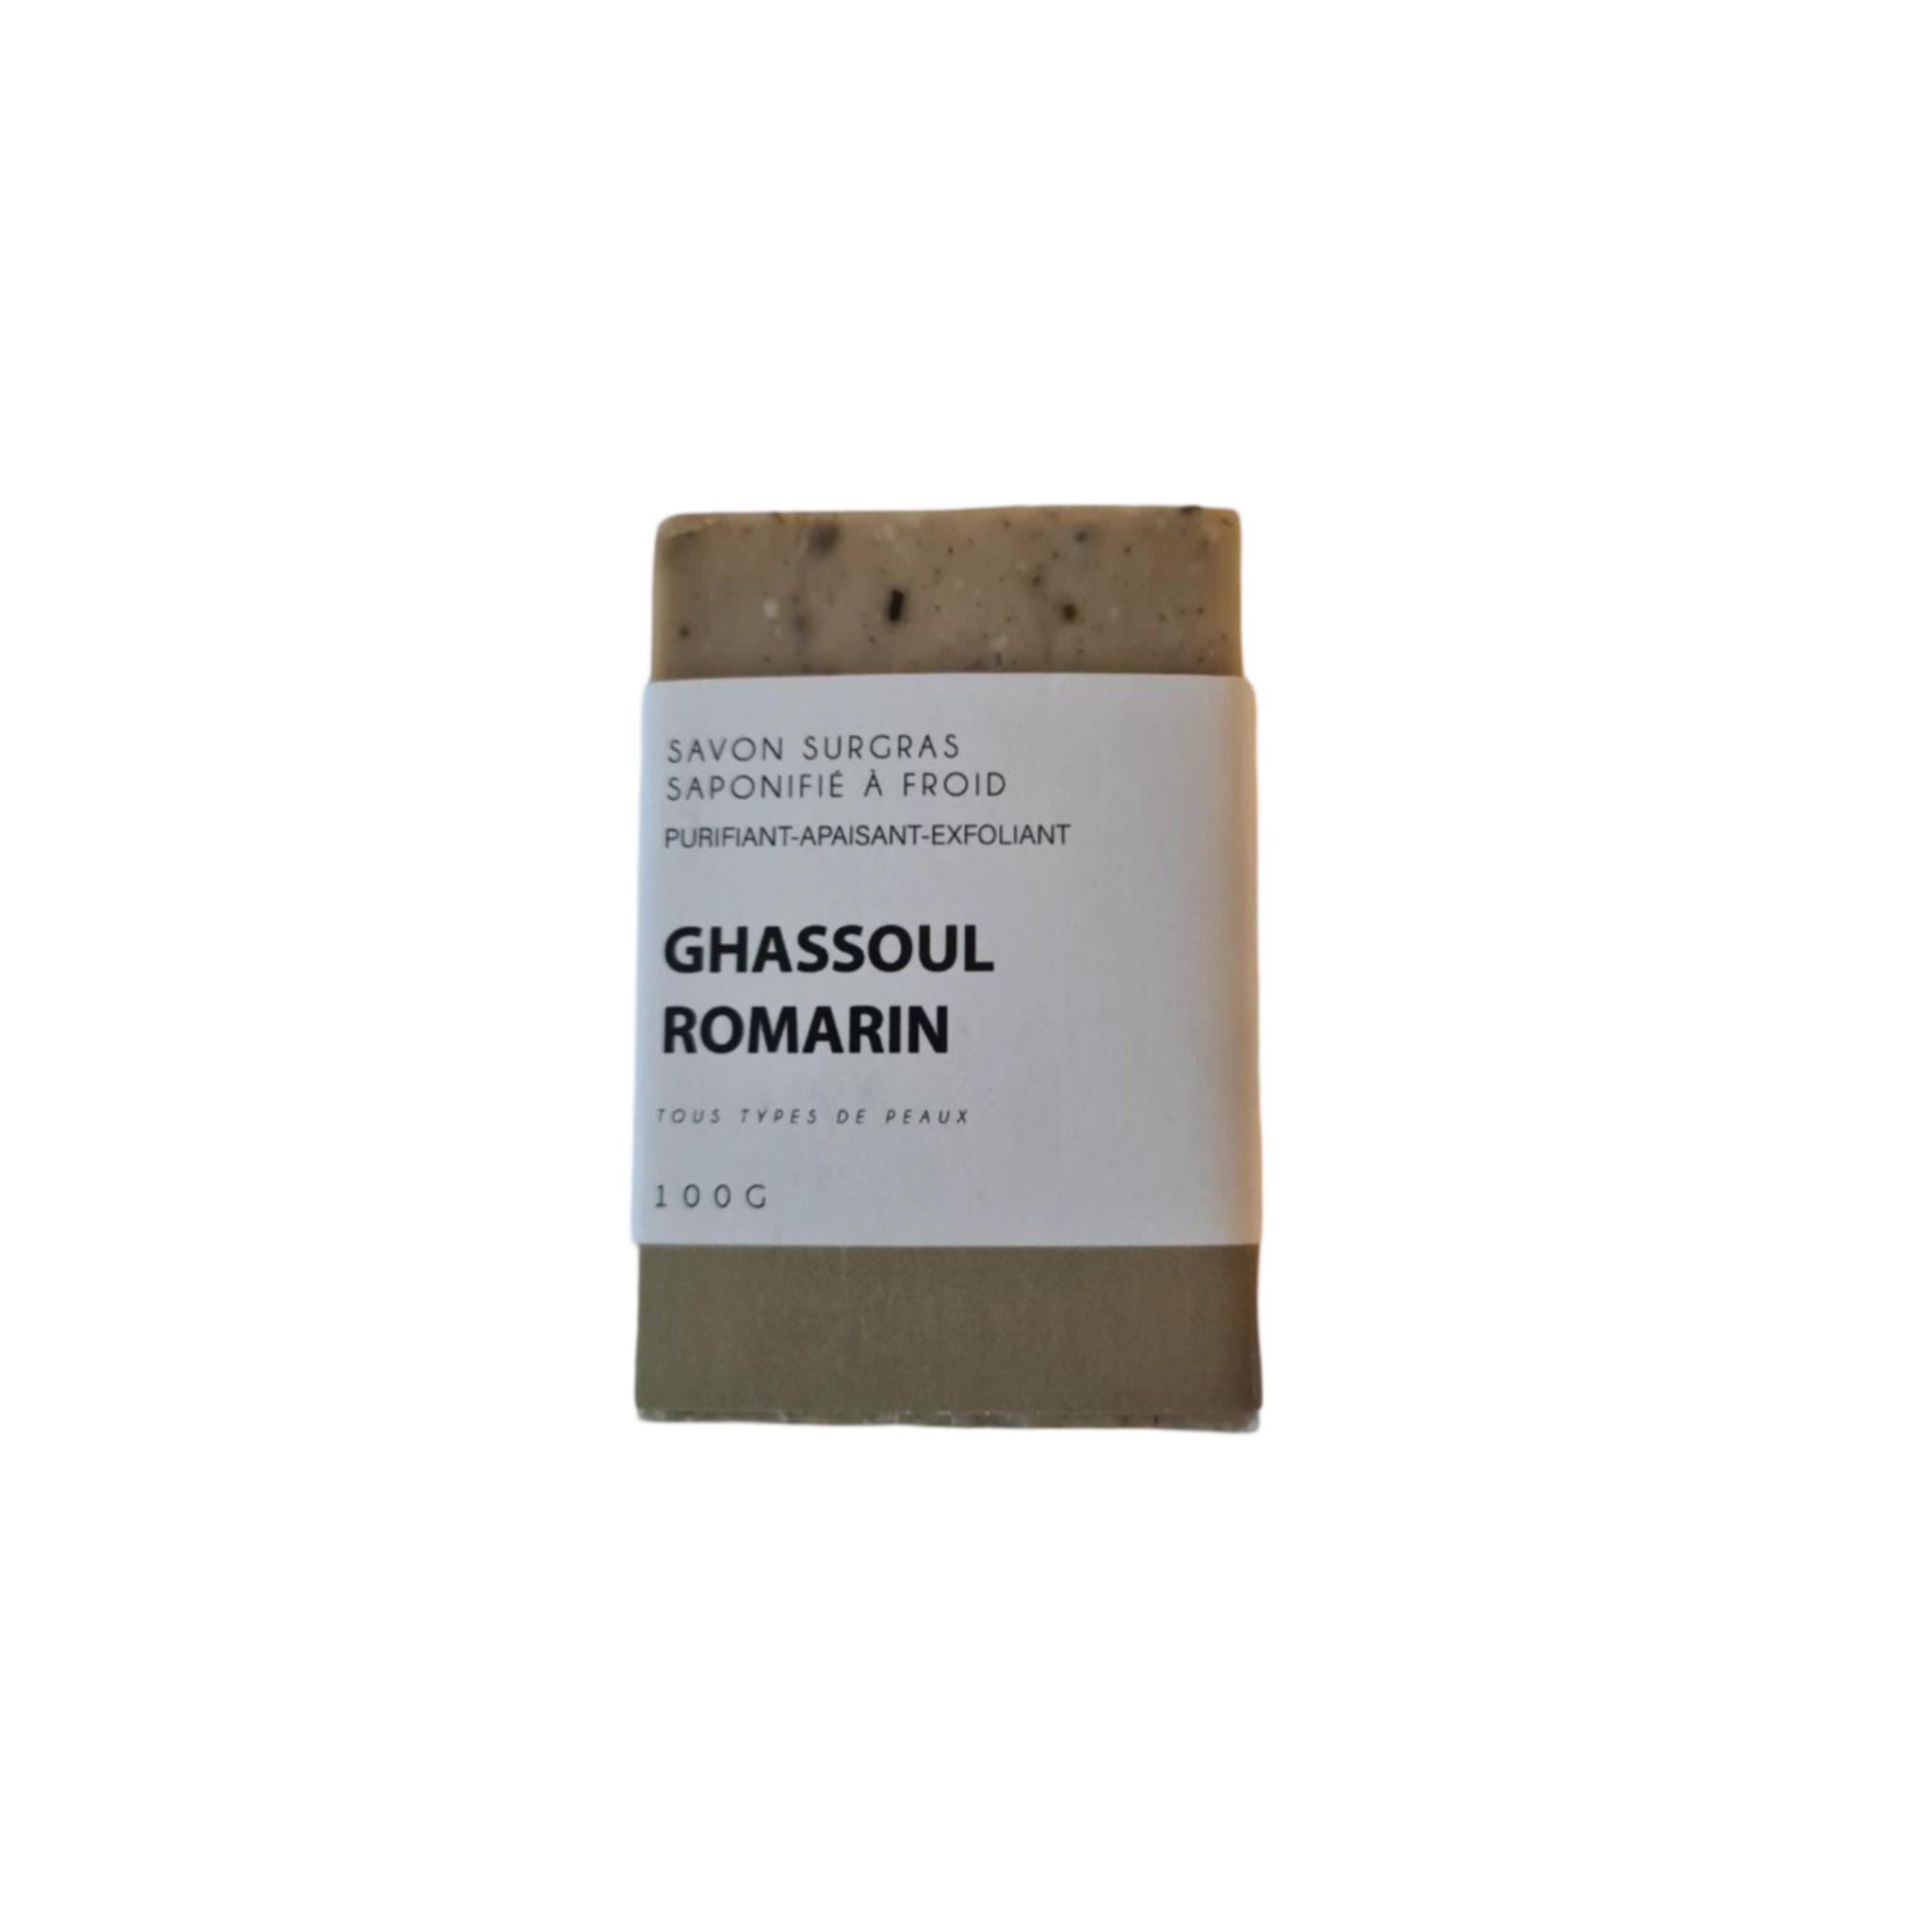 SAVON SURGRAS
SAPONIFIÉ À FROID
PURIFIANT-APAISANT-EXFOLIANT
GHASSOUL
ROMARIN
TOUS TYPES DE PEAUX
100G